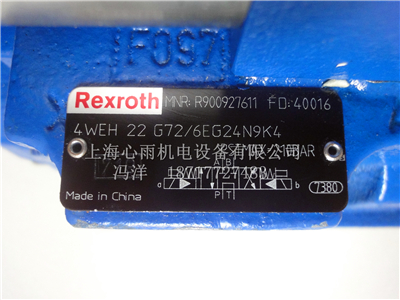 F097
Rexroth MNR: R900927611 FD: 40016
4WEH 22 G72/6EG24N9K4
上海心雨机电设备有限公司
冯洋
A B
a b
P T
7380
Made in China